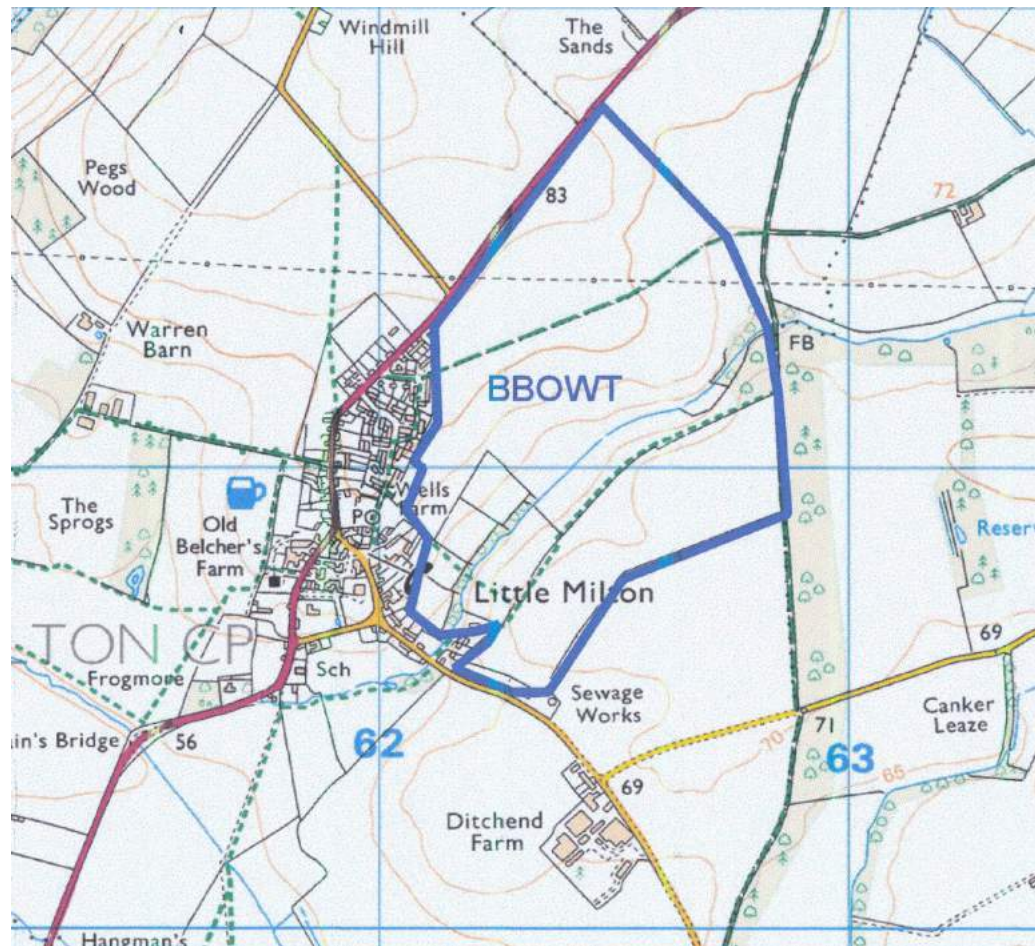 Windmill
Hill
The
Sands
Pegs
Wood
83
72
Warren
Barn
FB
BBOWT
The
Sprogs
Old
Belcher's
Farm
PO
Wells
Farm
Little Milton
Reser
TON CP
Frogmore
Sch
69
Sewage
Works
Canker
Leaze
ain's Bridge
56
62
70
71
63
65
69
Ditchend
Farm
Hangman's